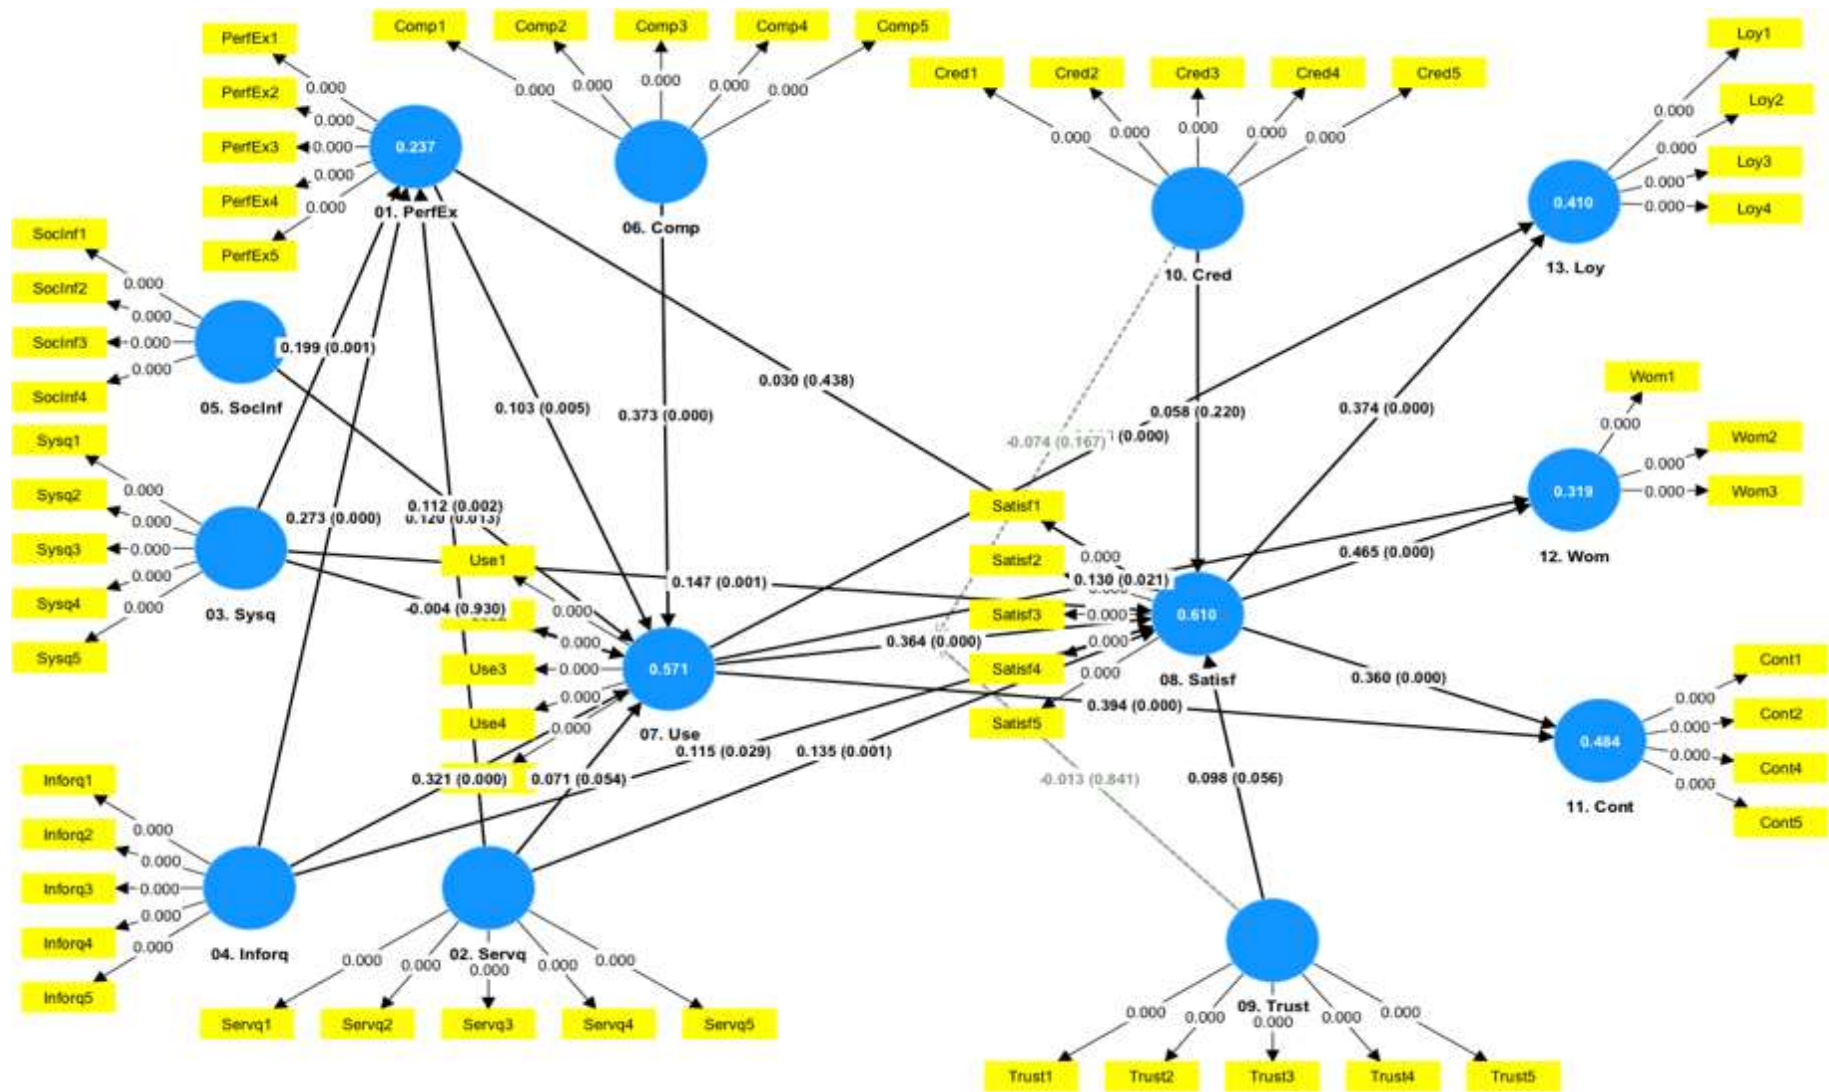 PerfEx1
PerfEx2
PerfEx3
PerfEx4
PerfEx5
0.000
0.000
0.000
0.000
0.000
0.237
01. PerfEx
Comp1
Comp2
Comp3
Comp4
Comp5
0.000
0.000
0.000
0.000
0.000
06. Comp
Cred1
Cred2
Cred3
Cred4
Cred5
0.000
0.000
0.000
0.000
0.000
10. Cred
Loy1
Loy2
Loy3
Loy4
0.000
0.000
0.000
0.000
0.410
13. Loy
SocInf1
SocInf2
SocInf3
SocInf4
0.000
0.000
0.000
0.000
05. SocInf
0.199 (0.001)
0.103 (0.005)
0.373 (0.000)
0.030 (0.438)
0.058 (0.220)
-0.074 (0.167)
(0.000)
0.374 (0.000)
Wom1
Wom2
Wom3
0.000
0.000
0.000
0.319
12. Wom
Sysq1
Sysq2
Sysq3
Sysq4
Sysq5
0.000
0.000
0.000
0.000
0.000
03. Sysq
0.273 (0.000)
0.112 (0.002)
0.120 (0.013)
0.147 (0.001)
-0.004 (0.930)
Use1
Use3
Use4
0.000
0.000
0.000
0.000
0.000
0.571
07. Use
Satisf1
Satisf2
Satisf3
Satisf4
Satisf5
0.000
0.000
0.000
0.000
0.130 (0.021)
0.364 (0.000)
0.465 (0.000)
0.610
08. Satisf
0.360 (0.000)
0.394 (0.000)
Cont1
Cont2
Cont4
Cont5
0.000
0.000
0.000
0.000
0.484
11. Cont
0.115 (0.029)
0.135 (0.001)
0.321 (0.000)
0.071 (0.054)
-0.013 (0.841)
0.098 (0.056)
Inforq1
Inforq2
Inforq3
Inforq4
Inforq5
0.000
0.000
0.000
0.000
0.000
04. Inforq
02. Servq
0.000
0.000
0.000
0.000
0.000
Servq1
Servq2
Servq3
Servq4
Servq5
09. Trust
0.000
0.000
0.000
0.000
0.000
Trust1
Trust2
Trust3
Trust4
Trust5